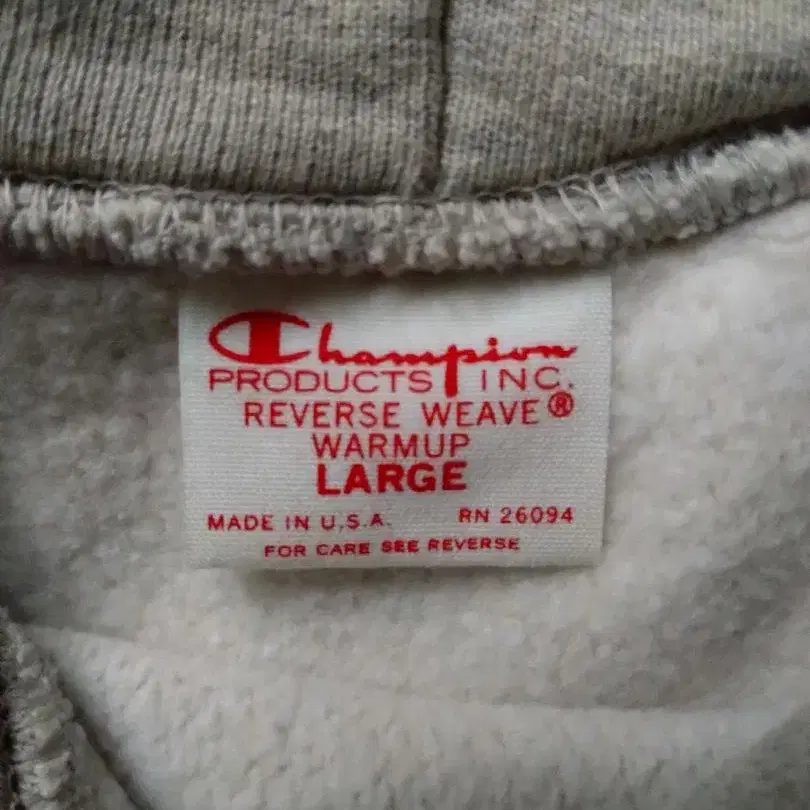 Champion
PRODUCTS INC.
REVERSE WEAVE®
WARMUP
LARGE
MADE IN U.S.A. RN 26094
FOR CARE SEE REVERSE